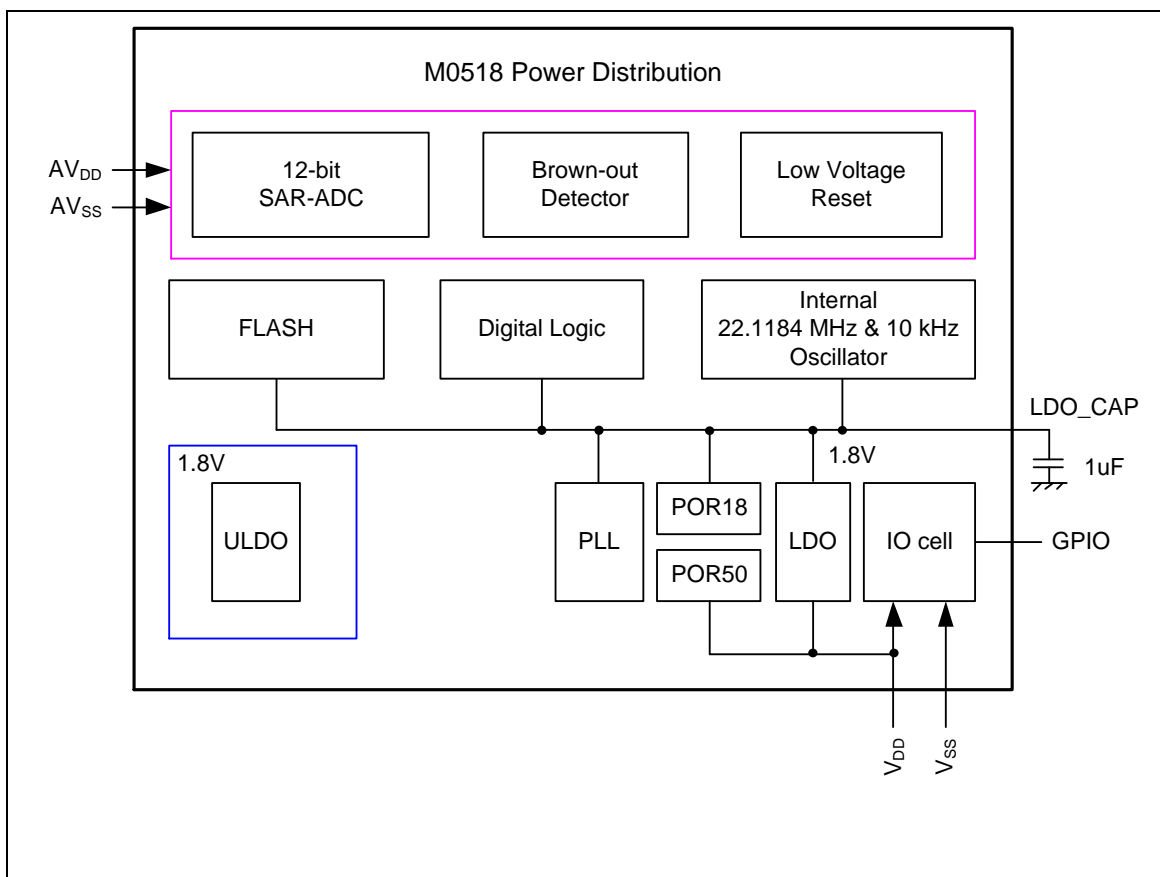 M0518 Power Distribution
AVDD
AVSS
12-bit
SAR-ADC
Brown-out
Detector
Low Voltage
Reset
FLASH
Digital Logic
Internal
22.1184 MHz & 10 kHz
Oscillator
LDO_CAP
1.8V
1.8V
1uF
ULDO
PLL
POR18
POR50
LDO
IO cell
GPIO
VDD
VSS